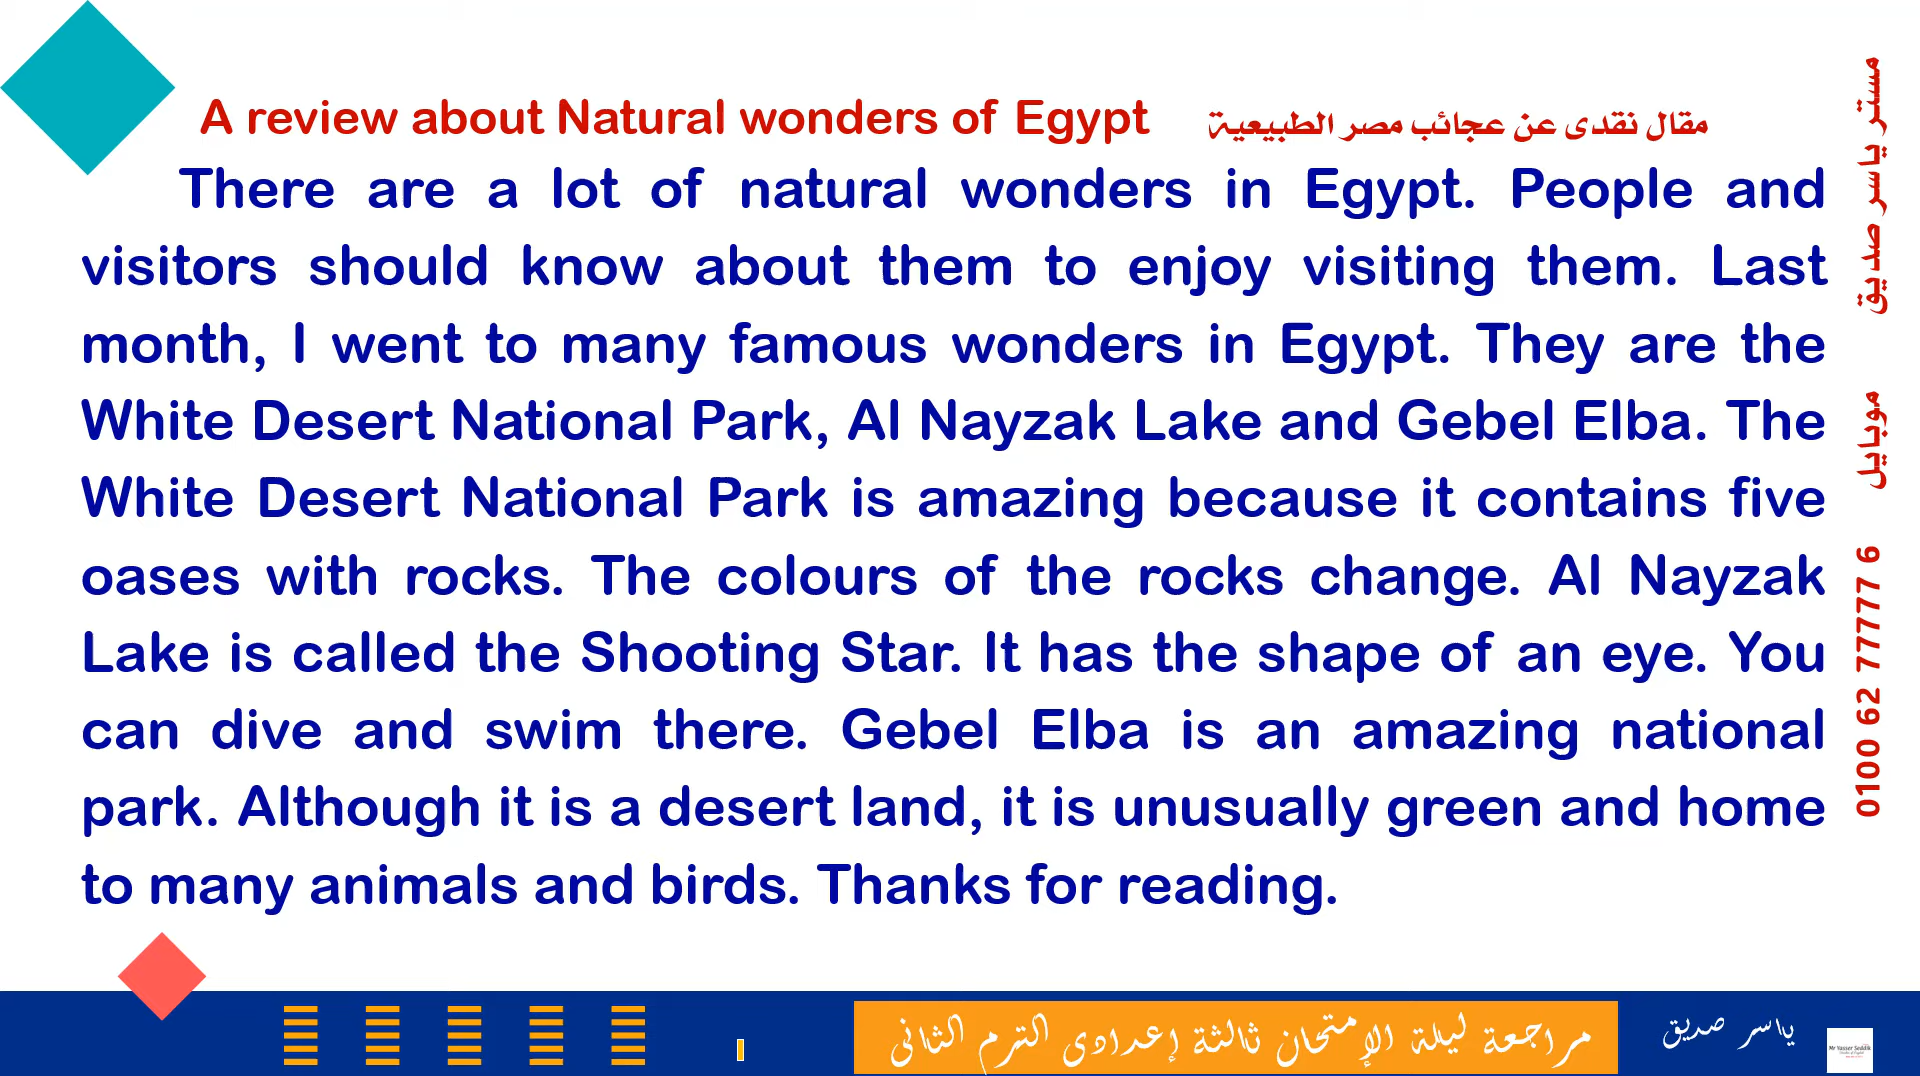 A review about Natural wonders of Egypt مقال نقدى عن عجائب مصر الطبيعية
There are a lot of natural wonders in Egypt. People and
visitors should know about them to enjoy visiting them. Last
month, I went to many famous wonders in Egypt. They are the
White Desert National Park, Al Nayzak Lake and Gebel Elba. The
White Desert National Park is amazing because it contains five
oases with rocks. The colours of the rocks change. Al Nayzak
Lake is called the Shooting Star. It has the shape of an eye. You
can dive and swim there. Gebel Elba is an amazing national
park. Although it is a desert land, it is unusually green and home
to many animals and birds. Thanks for reading.
مستر ياسر صديق موبايل 0100 62 77777 6
مراجعة ليلة الإمتحان ثالثة إعدادى الترم الثانى
ياسر صديق
Mr Yasser Seddik